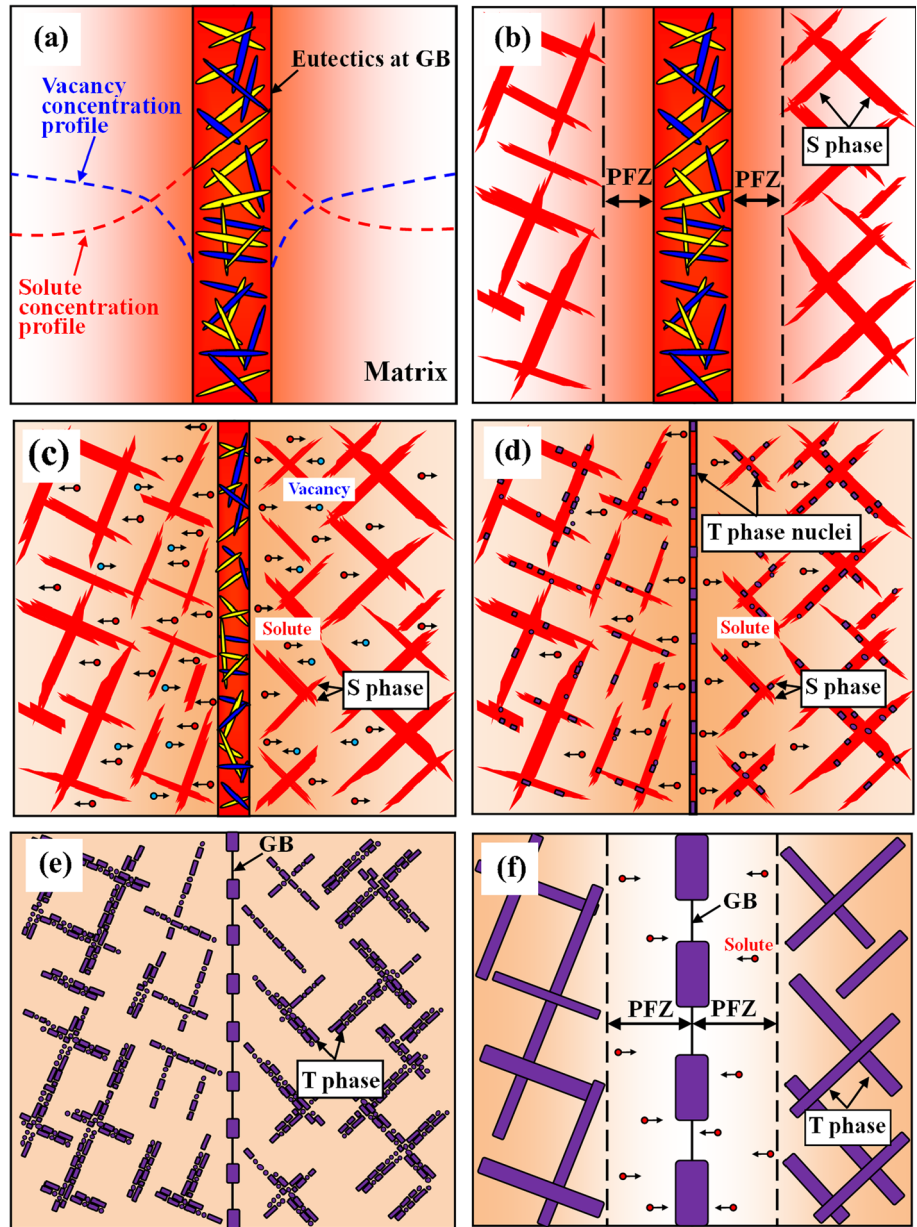 (a)
Eutectics at GB
Vacancy
concentration
profile
Solute
concentration
profile
Matrix
(b)
S phase
PFZ
PFZ
(c)
Vacancy
Solute
S phase
(d)
T phase nuclei
Solute
S phase
(e)
GB
T phase
(f)
GB
Solute
PFZ
PFZ
T phase